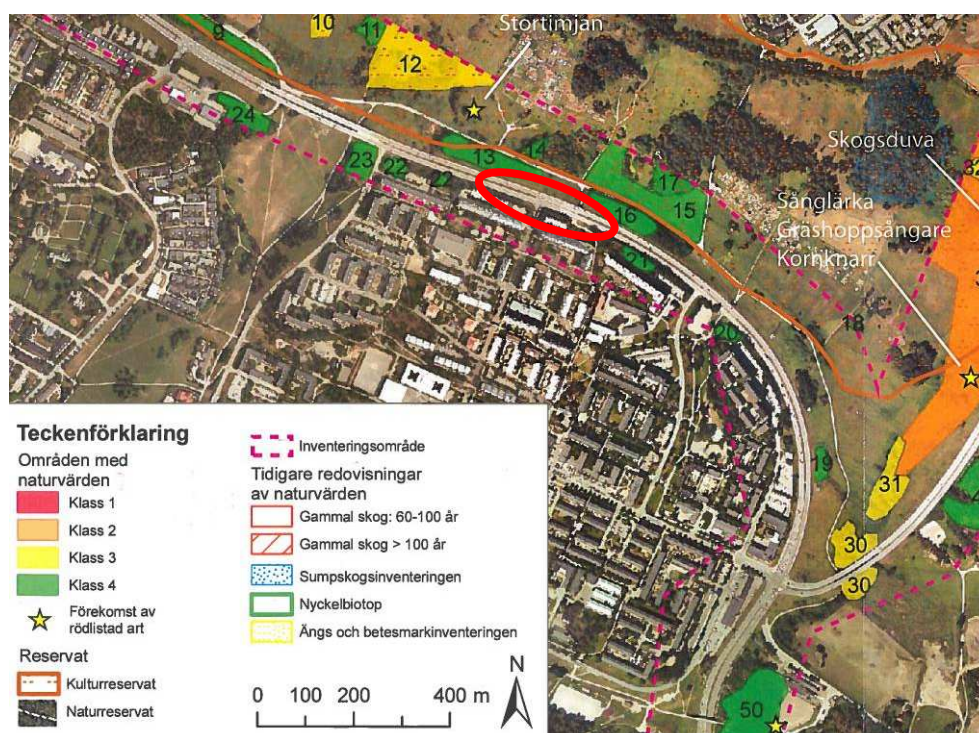 Stortimjan
9
10
11
12
Skogsduva
24
13
14
23
22
22
17
16
15
Sånglärka
Gräshoppsångare
Kornknarr
21
18
20
19
31
30
30
50
Teckenförklaring
Områden med
naturvärden
Klass 1
Klass 2
Klass 3
Klass 4
Förekomst av
rödlistad art
Reservat
Kulturreservat
Naturreservat
Inventeringsområde
Tidigare redovisningar
av naturvärden
Gammal skog: 60-100 år
Gammal skog > 100 år
Sumpskogsinventeringen
Nyckelbiotop
Ängs och betesmarkinventeringen
N
0 100 200 400 m